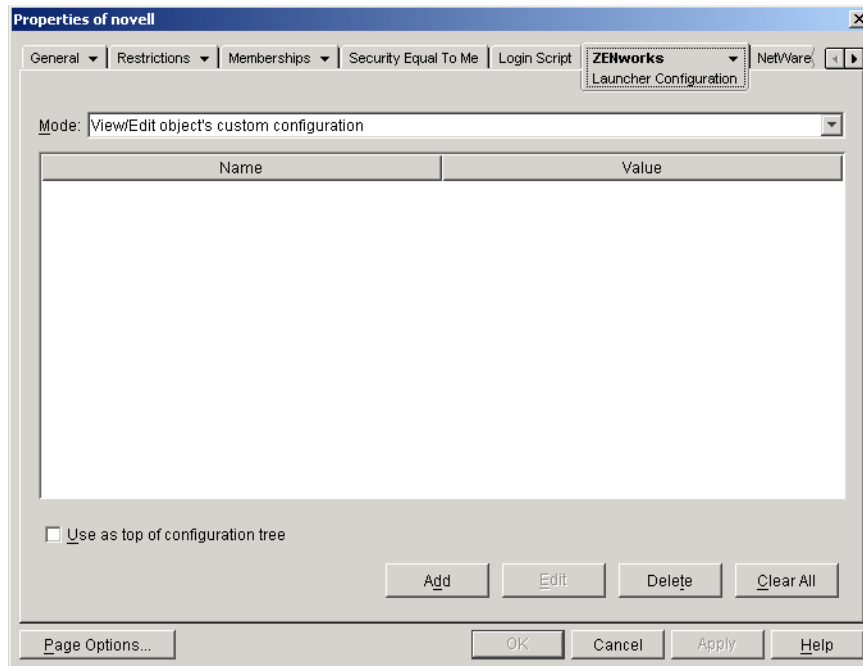 Properties of novell
General Restrictions Memberships Security Equal To Me Login Script ZENworks NetWare
Launcher Configuration
Mode: View/Edit object's custom configuration
Name Value
Use as top of configuration tree
Add Edit Delete Clear All
Page Options... OK Cancel Apply Help